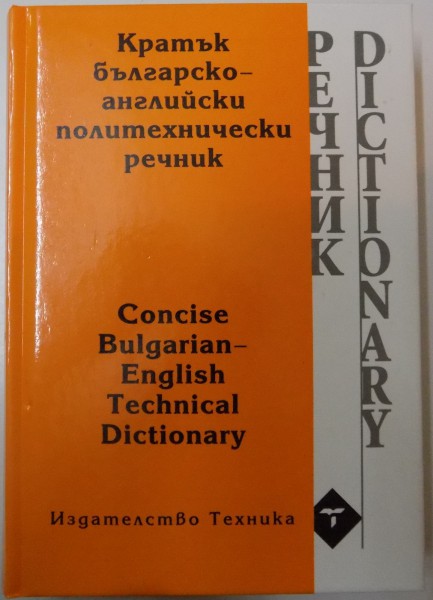 Кратък
българско–
английски
политехнически
речник
Concise
Bulgarian–
English
Technical
Dictionary
Издателство Техника
РЕЧНИК
DICTIONARY
Т